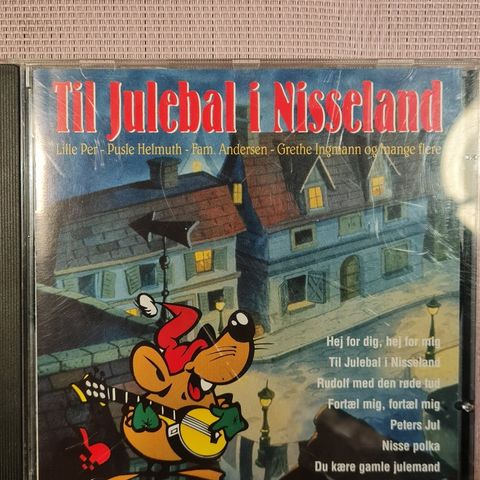 Til Julebal i Nisseland
Lille Per - Pusle Helmuth - Fam. Andersen - Grethe Ingmann og mange flere
Hej for dig, hej for mig
Til Julebal i Nisseland
Rudolf med den røde tud
Fortæl mig, fortæl mig
Peters Jul
Nisse polka
Du kære gamle julemand